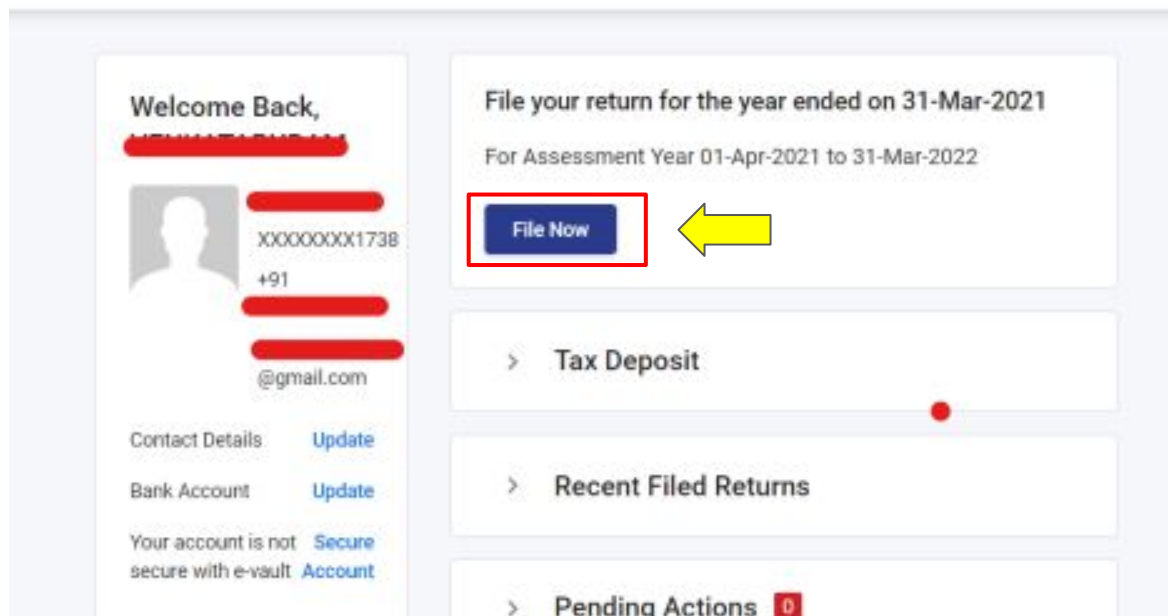 Welcome Back,
XXXXXXXX1738
+91
@gmail.com
Contact Details Update
Bank Account Update
Your account is not Secure
secure with e-vault Account
File your return for the year ended on 31-Mar-2021
For Assessment Year 01-Apr-2021 to 31-Mar-2022
File Now
> Tax Deposit
> Recent Filed Returns
> Pending Actions 0